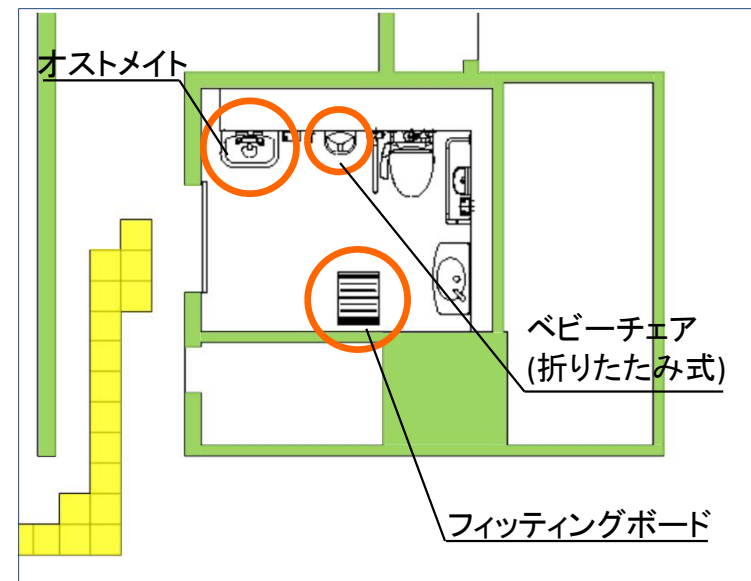 オストメイト
ベビーチェア
(折りたたみ式)
フィッティングボード